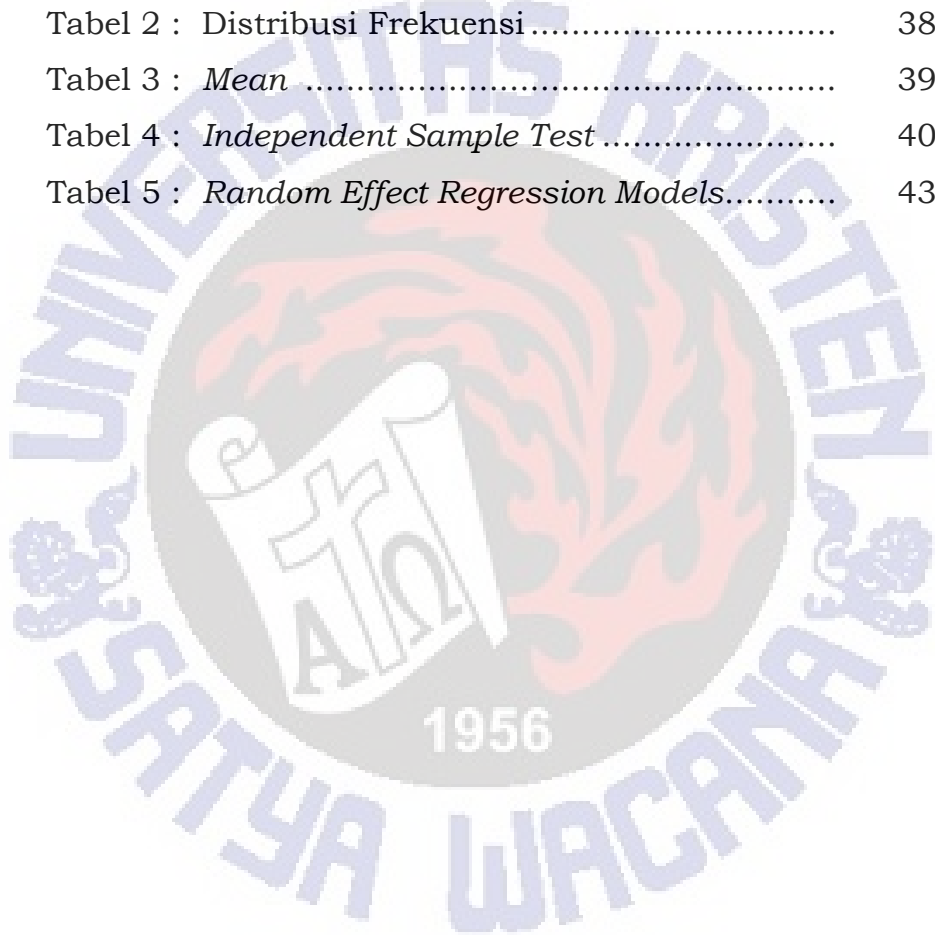 Tabel 2 : Distribusi Frekuensi............................. 38
Tabel 3 : Mean ................................................... 39
Tabel 4 : Independent Sample Test...................... 40
Tabel 5 : Random Effect Regression Models........... 43
UNIVERSITAS KRISTEN
ΑΩ
1956
SATYA WACANA